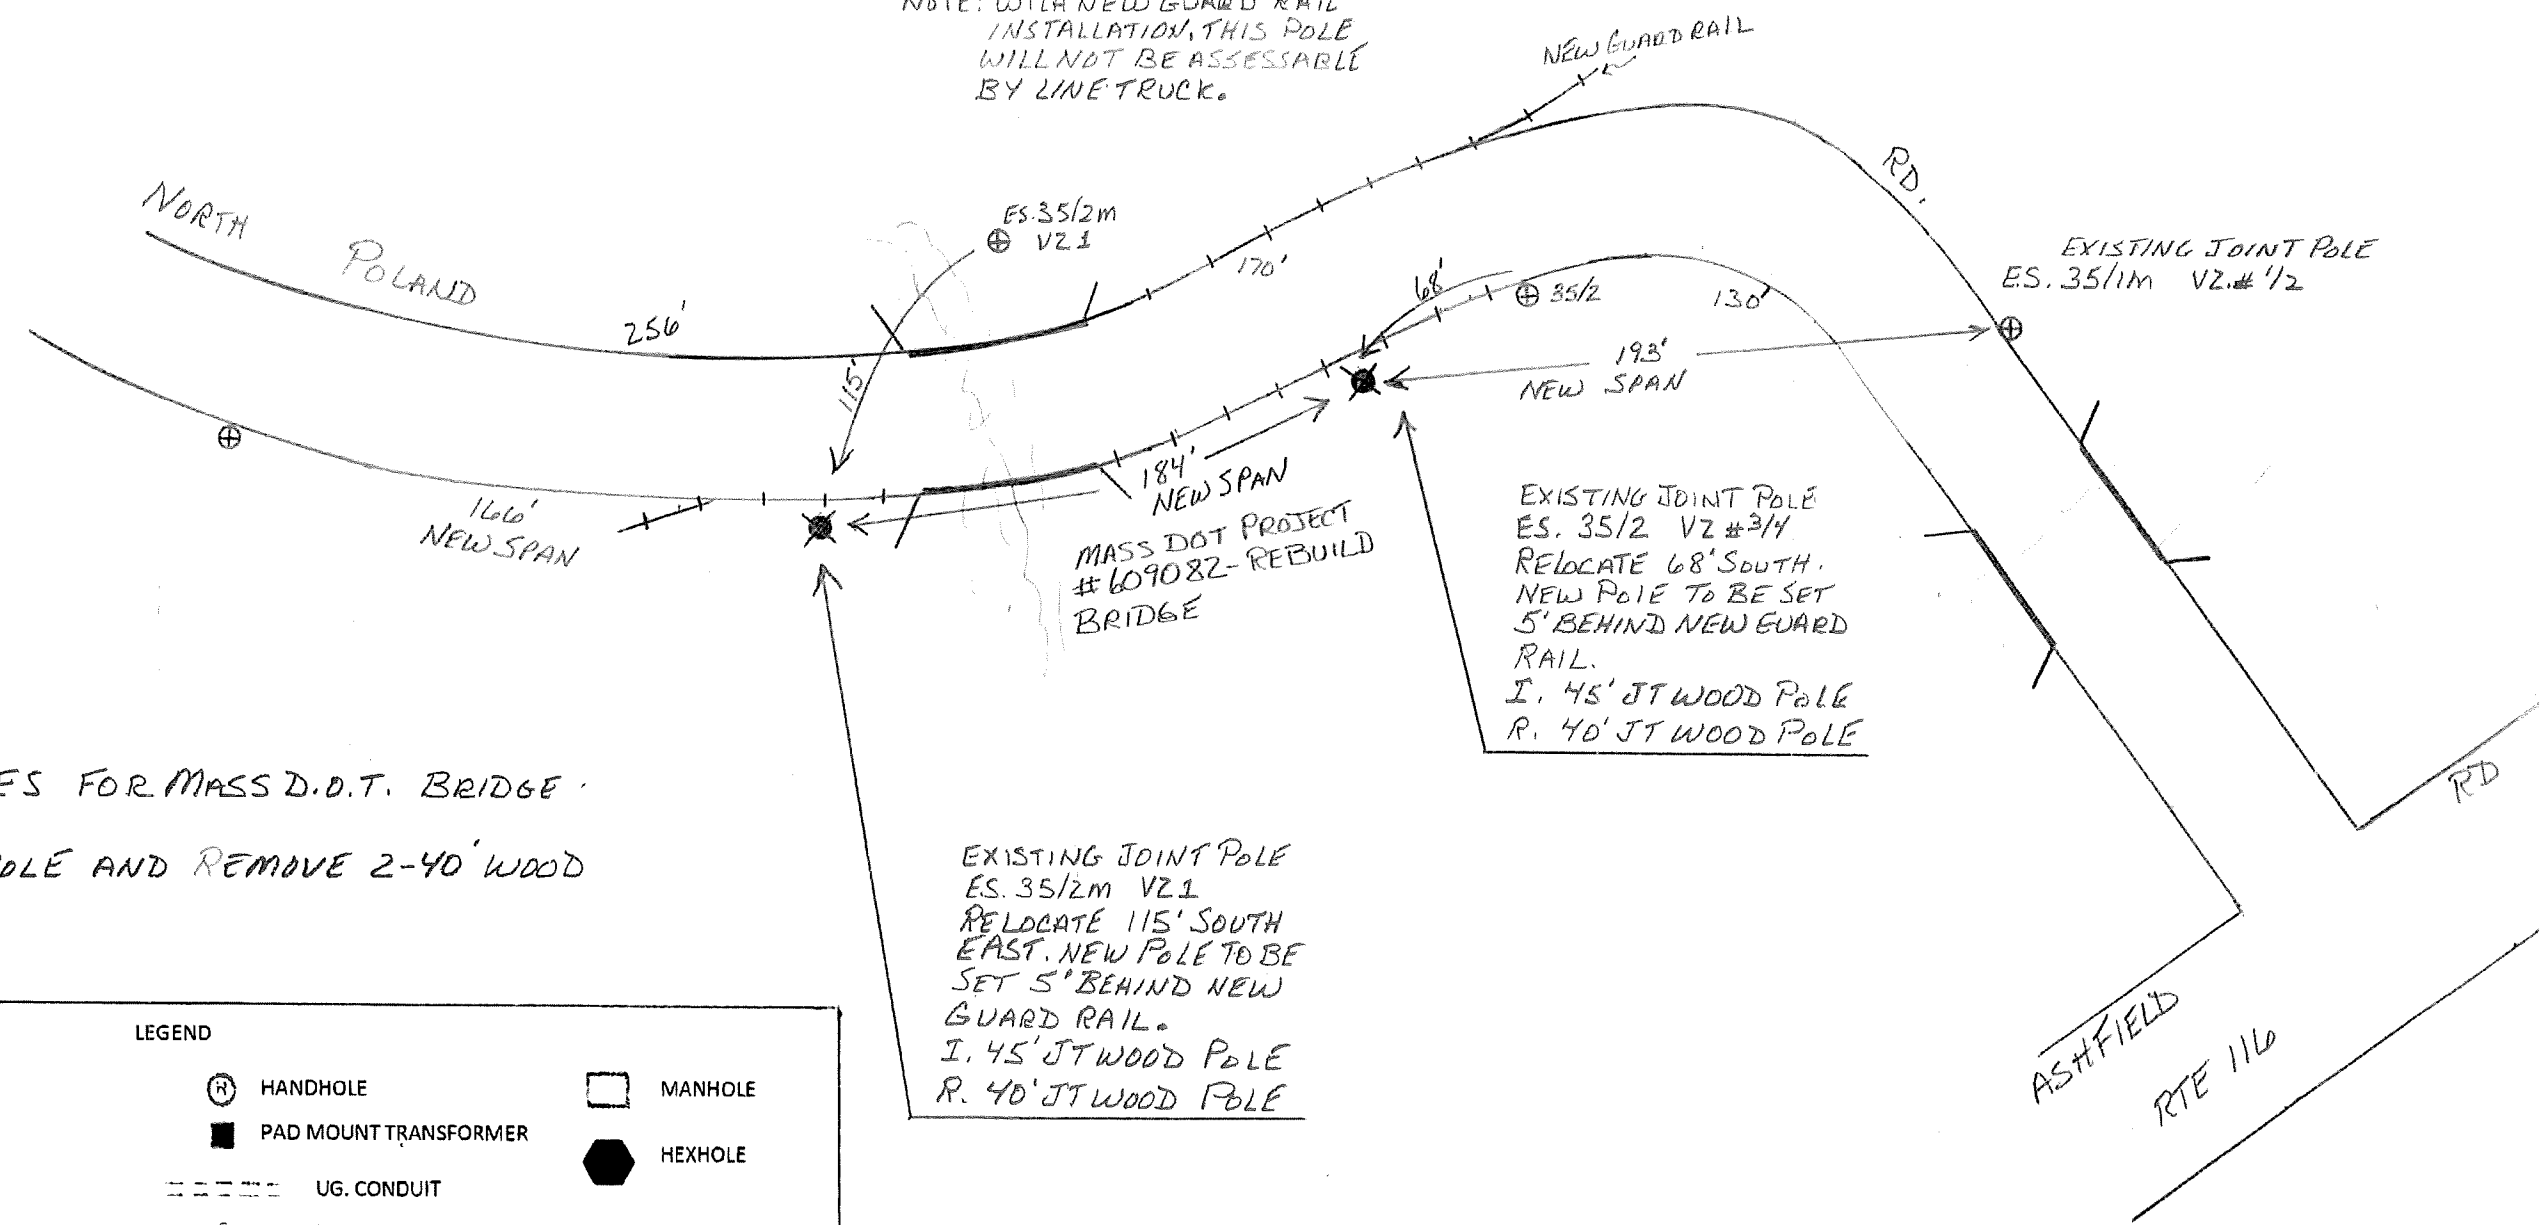 NOTE: WITH NEW GUARD RAIL
INSTALLATION, THIS POLE
WILL NOT BE ASSESSABLE
BY LINE TRUCK.
NEW GUARD RAIL
NORTH
POLAND
RD.
ES. 35/2M
VZ 1
256'
115'
170'
68'
35/2
130'
EXISTING JOINT POLE
ES. 35/1M VZ.# 1/2
193'
NEW SPAN
184'
NEW SPAN
166'
NEW SPAN
MASS DOT PROJECT
#609082-REBUILD
BRIDGE
EXISTING JOINT POLE
ES. 35/2 VZ #3/4
RELOCATE 68' SOUTH.
NEW POLE TO BE SET
5' BEHIND NEW GUARD
RAIL.
I. 45' JT WOOD POLE
R. 40' JT WOOD POLE
ES FOR MASS D.O.T. BRIDGE
OLE AND REMOVE 2-40' WOOD
EXISTING JOINT POLE
ES. 35/2M VZ 1
RELOCATE 115' SOUTH
EAST. NEW POLE TO BE
SET 5' BEHIND NEW
GUARD RAIL.
I. 45' JT WOOD POLE
R. 40' JT WOOD POLE
RD
ASHFIELD
RTE 116
LEGEND
H HANDHOLE
MANHOLE
PAD MOUNT TRANSFORMER
HEXHOLE
UG. CONDUIT